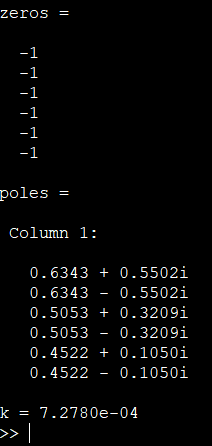 zeros =
-1
-1
-1
-1
-1
-1
poles =
Column 1:
0.6343 + 0.5502i
0.6343 - 0.5502i
0.5053 + 0.3209i
0.5053 - 0.3209i
0.4522 + 0.1050i
0.4522 - 0.1050i
k = 7.2780e-04
>>